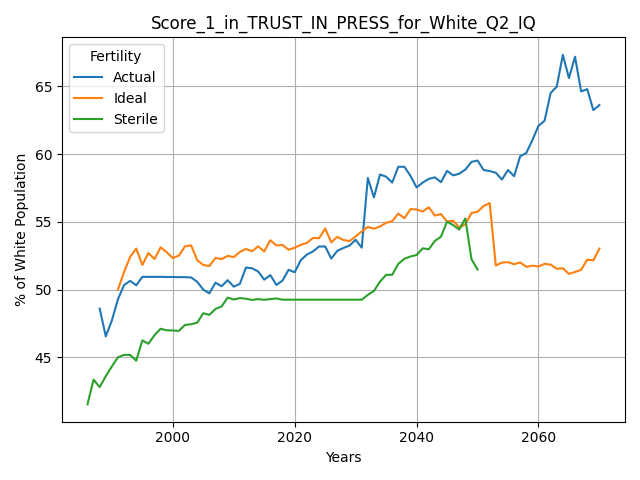 Score_1_in_TRUST_IN_PRESS_for_White_Q2_IQ
Fertility
Actual
Ideal
Sterile
% of White Population
65
60
55
50
45
2000
2020
2040
2060
Years